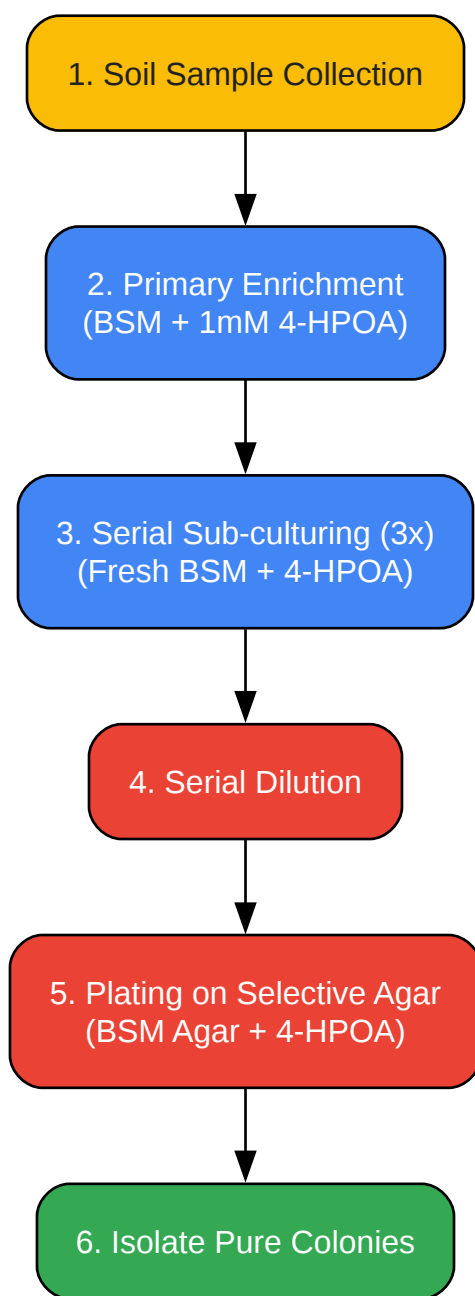 1. Soil Sample Collection
2. Primary Enrichment
(BSM + 1mM 4-HPOA)
3. Serial Sub-culturing (3x)
(Fresh BSM + 4-HPOA)
4. Serial Dilution
5. Plating on Selective Agar
(BSM Agar + 4-HPOA)
6. Isolate Pure Colonies